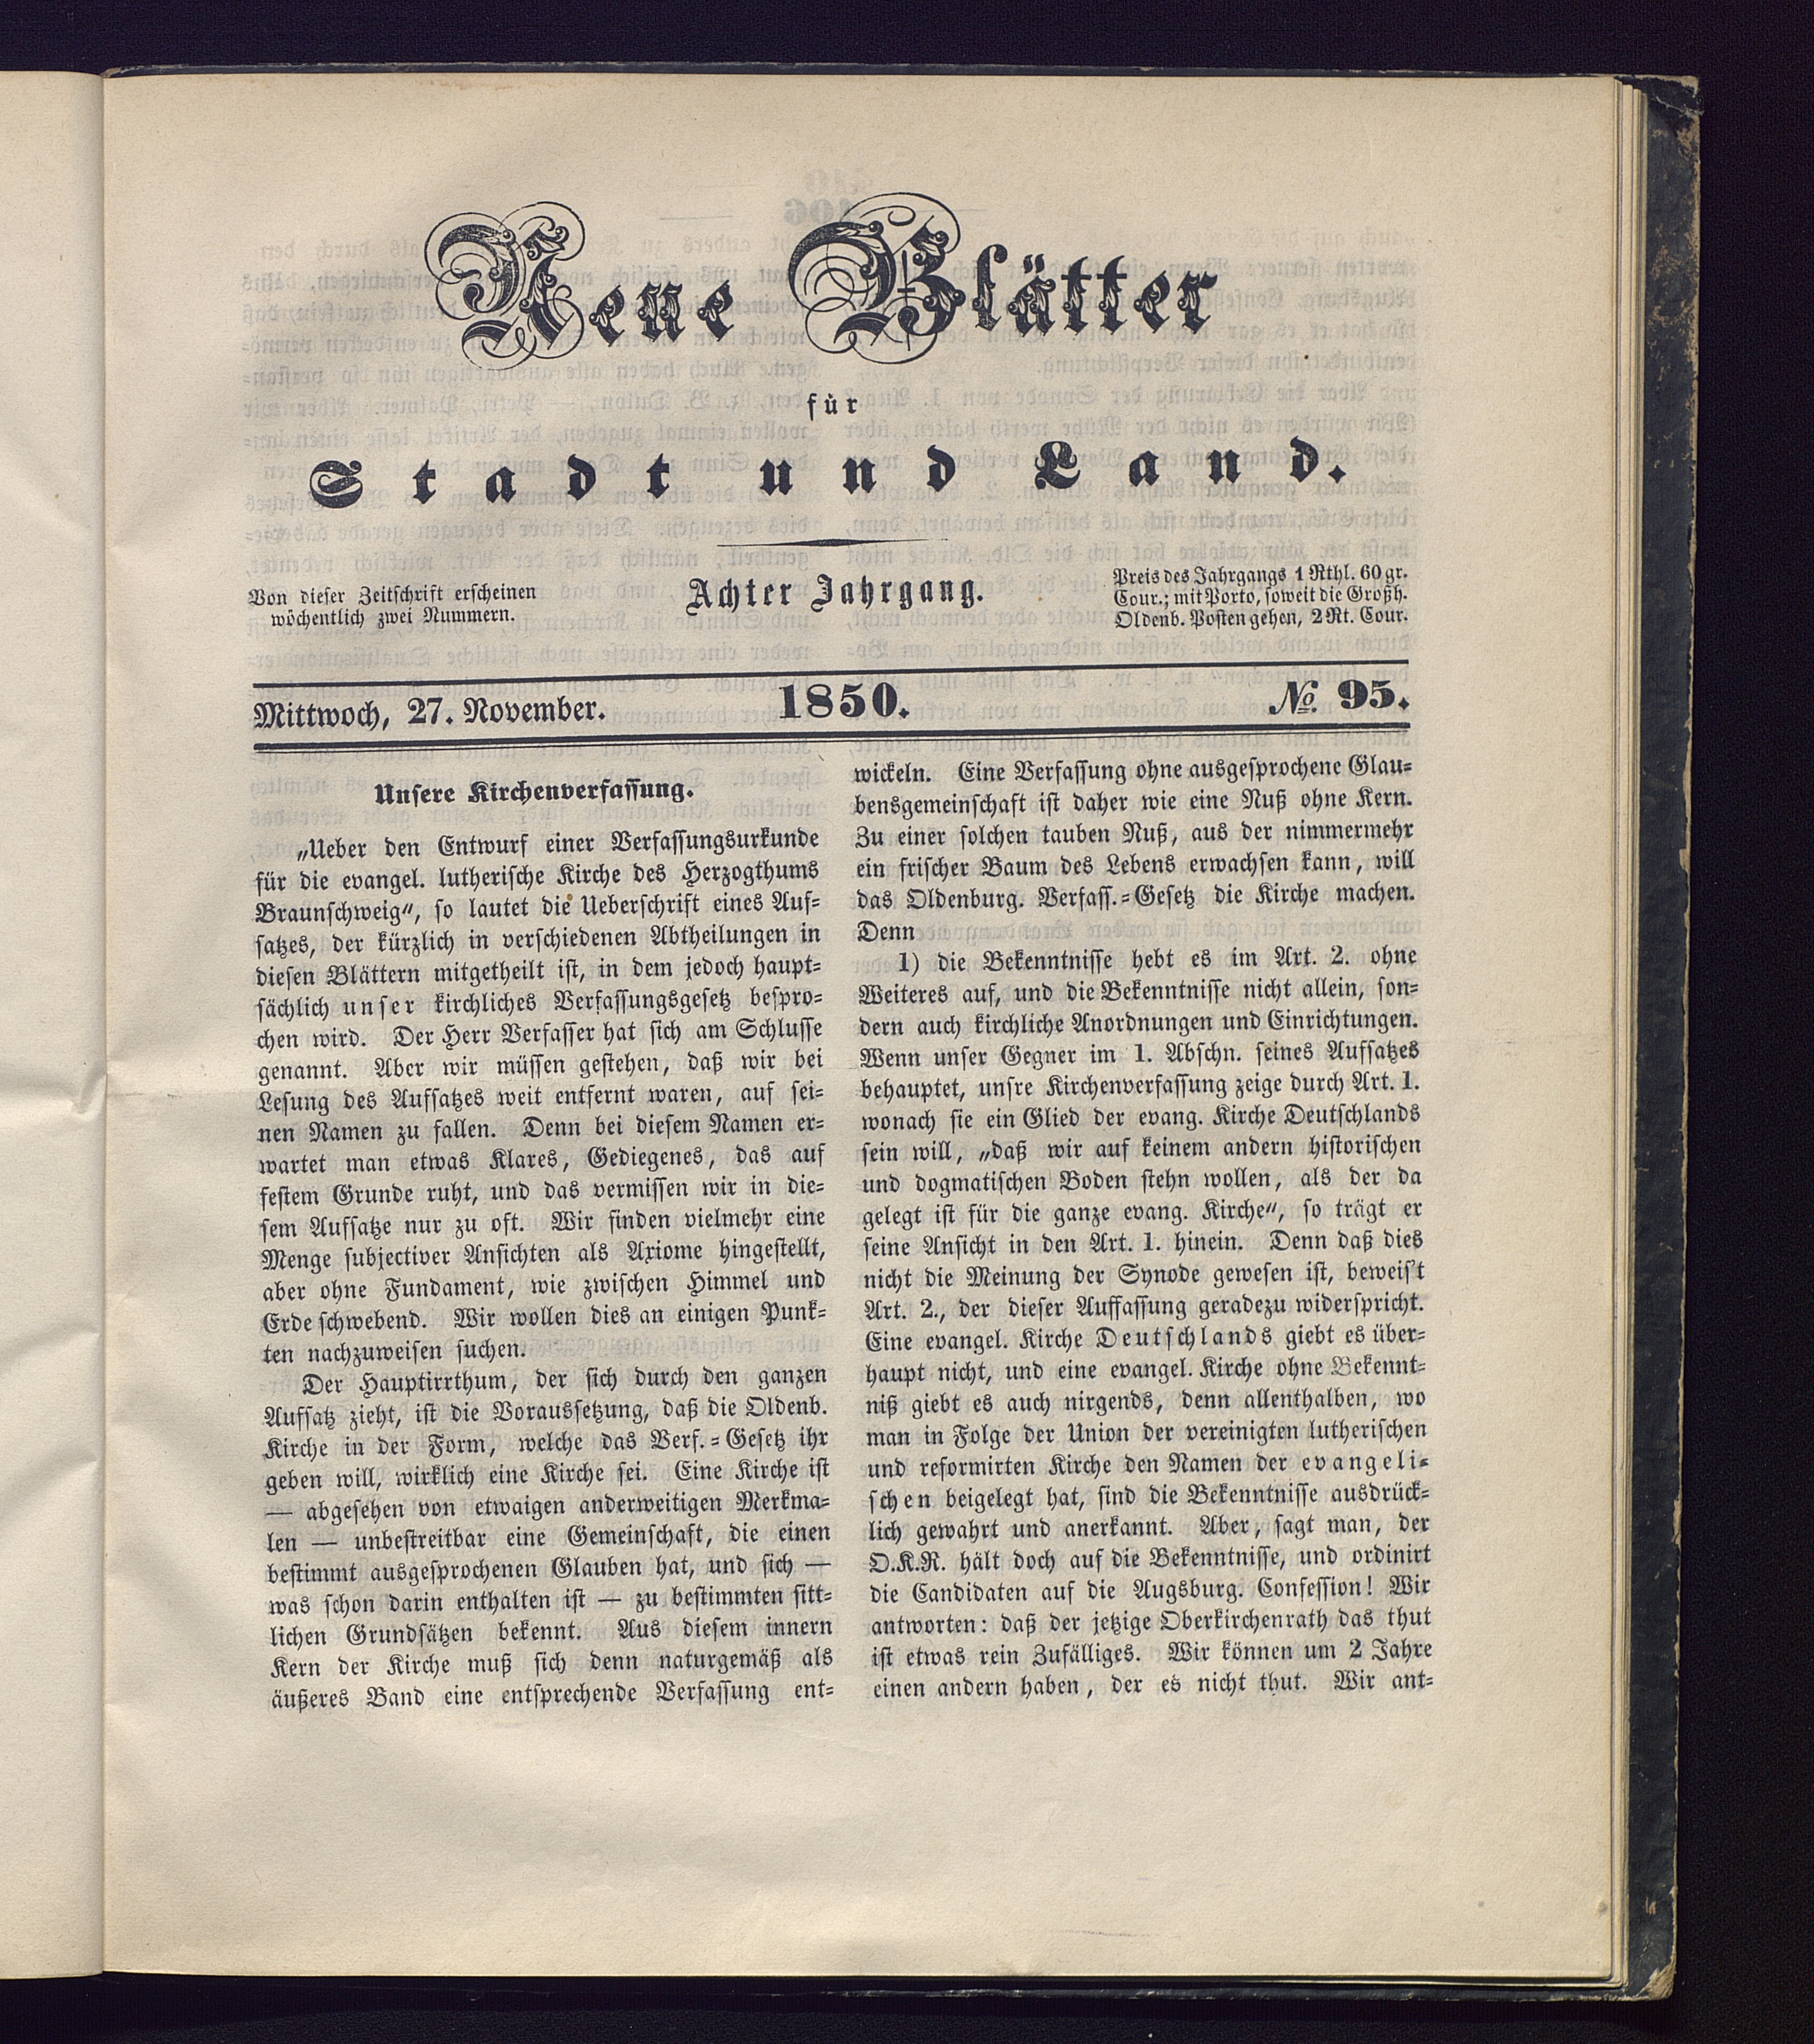 Neue Blätter
für
Stadt und Land.
Von dieser Zeitschrift erscheinen
wöchentlich zwei Nummern.
Achter Jahrgang.
Preis des Jahrgangs 1 Rthl. 60 gr.
Cour.; mit Porto, soweit die Großh.
Oldenb. Posten gehen, 2 Rt. Cour.
Mittwoch, 27. November.
1850.
No. 95.
Unsere Kirchenverfassung.
„Ueber den Entwurf einer Verfassungsurkunde
für die evangel. lutherische Kirche des Herzogthums
Braunschweig“, so lautet die Ueberschrift eines Auf-
satzes, der kürzlich in verschiedenen Abtheilungen in
diesen Blättern mitgetheilt ist, in dem jedoch haupt-
sächlich unser kirchliches Verfassungsgesetz bespro-
chen wird. Der Herr Verfasser hat sich am Schlusse
genannt. Aber wir müssen gestehen, daß wir bei
Lesung des Aufsatzes weit entfernt waren, auf sei-
nen Namen zu fallen. Denn bei diesem Namen er-
wartet man etwas Klares, Gediegenes, das auf
festem Grunde ruht, und das vermissen wir in die-
sem Aufsatze nur zu oft. Wir finden vielmehr eine
Menge subjectiver Ansichten als Axiome hingestellt,
aber ohne Fundament, wie zwischen Himmel und
Erde schwebend. Wir wollen dies an einigen Punk-
ten nachzuweisen suchen.
Der Hauptirrthum, der sich durch den ganzen
Aufsatz zieht, ist die Voraussetzung, daß die Oldenb.
Kirche in der Form, welche das Verf.-Gesetz ihr
geben will, wirklich eine Kirche sei. Eine Kirche ist
— abgesehen von etwaigen anderweitigen Merkma-
len — unbestreitbar eine Gemeinschaft, die einen
bestimmt ausgesprochenen Glauben hat, und sich —
was schon darin enthalten ist — zu bestimmten sitt-
lichen Grundsätzen bekennt. Aus diesem innern
Kern der Kirche muß sich denn naturgemäß als
äußeres Band eine entsprechende Verfassung ent-
wickeln. Eine Verfassung ohne ausgesprochene Glau-
bensgemeinschaft ist daher wie eine Nuß ohne Kern.
Zu einer solchen tauben Nuß, aus der nimmermehr
ein frischer Baum des Lebens erwachsen kann, will
das Oldenburg. Verfass.-Gesetz die Kirche machen.
Denn
1) die Bekenntnisse hebt es im Art. 2. ohne
Weiteres auf, und die Bekenntnisse nicht allein, son-
dern auch kirchliche Anordnungen und Einrichtungen.
Wenn unser Gegner im 1. Abschn. seines Aufsatzes
behauptet, unsre Kirchenverfassung zeige durch Art. 1.
wonach sie ein Glied der evang. Kirche Deutschlands
sein will, „daß wir auf keinem andern historischen
und dogmatischen Boden stehn wollen, als der da
gelegt ist für die ganze evang. Kirche“, so trägt er
seine Ansicht in den Art. 1. hinein. Denn daß dies
nicht die Meinung der Synode gewesen ist, beweis't
Art. 2., der dieser Auffassung geradezu widerspricht.
Eine evangel. Kirche Deutschlands giebt es über-
haupt nicht, und eine evangel. Kirche ohne Bekennt-
niß giebt es auch nirgends, denn allenthalben, wo
man in Folge der Union der vereinigten lutherischen
und reformirten Kirche den Namen der evangeli-
schen beigelegt hat, sind die Bekenntnisse ausdrück-
lich gewahrt und anerkannt. Aber, sagt man, der
O.K.R. hält doch auf die Bekenntnisse, und ordinirt
die Candidaten auf die Augsburg. Confession! Wir
antworten: daß der jetzige Oberkirchenrath das thut
ist etwas rein Zufälliges. Wir können um 2 Jahre
einen andern haben, der es nicht thut. Wir ant-